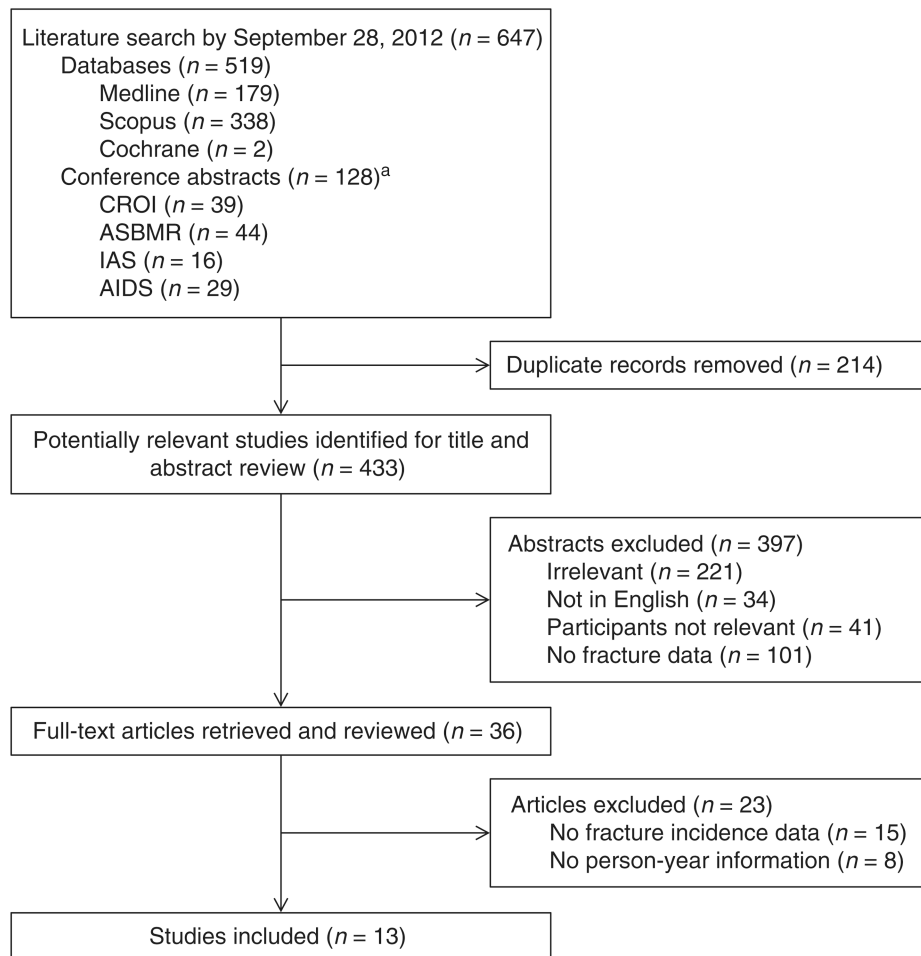 Literature search by September 28, 2012 (n = 647)
Databases (n = 519)
Medline (n = 179)
Scopus (n = 338)
Cochrane (n = 2)
Conference abstracts (n = 128)a
CROI (n = 39)
ASBMR (n = 44)
IAS (n = 16)
AIDS (n = 29)
Duplicate records removed (n = 214)
Potentially relevant studies identified for title and
abstract review (n = 433)
Abstracts excluded (n = 397)
Irrelevant (n = 221)
Not in English (n = 34)
Participants not relevant (n = 41)
No fracture data (n = 101)
Full-text articles retrieved and reviewed (n = 36)
Articles excluded (n = 23)
No fracture incidence data (n = 15)
No person-year information (n = 8)
Studies included (n = 13)